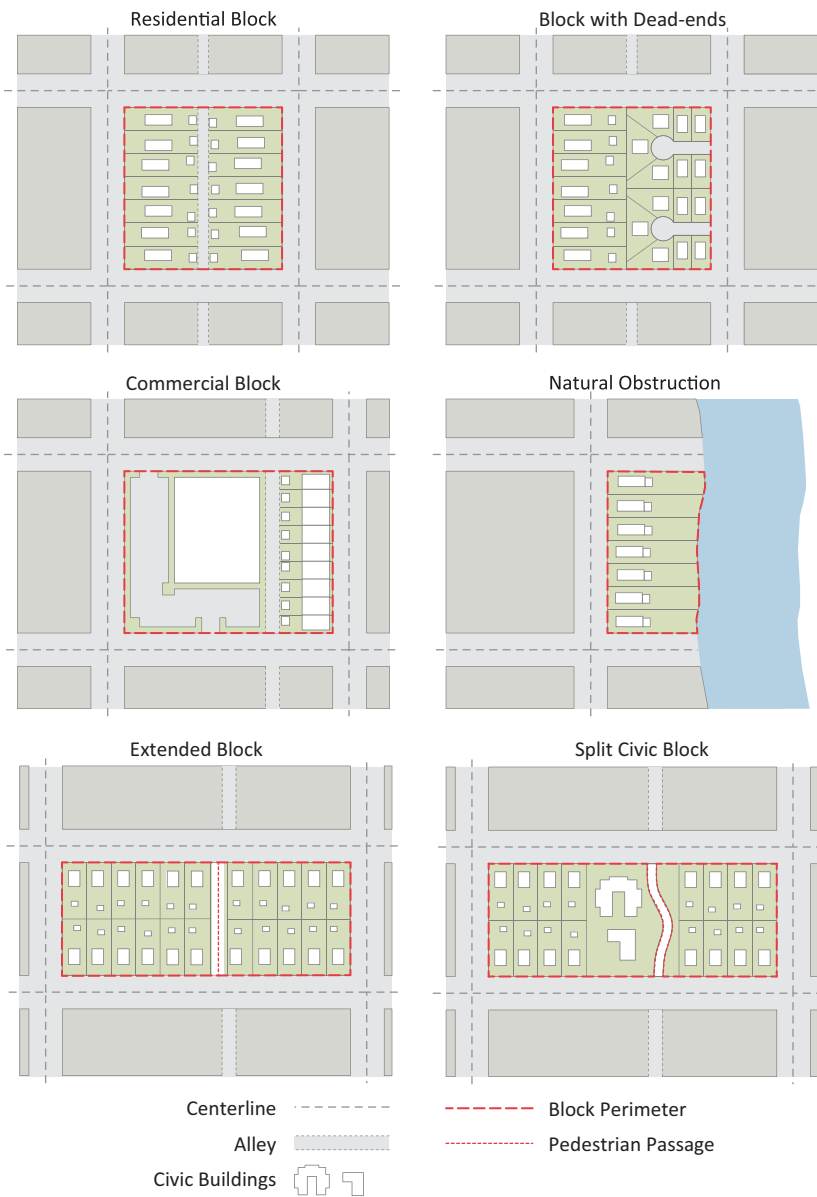 Residential Block
Block with Dead-ends
Commercial Block
Natural Obstruction
Extended Block
Split Civic Block
Centerline
Block Perimeter
Alley
Pedestrian Passage
Civic Buildings